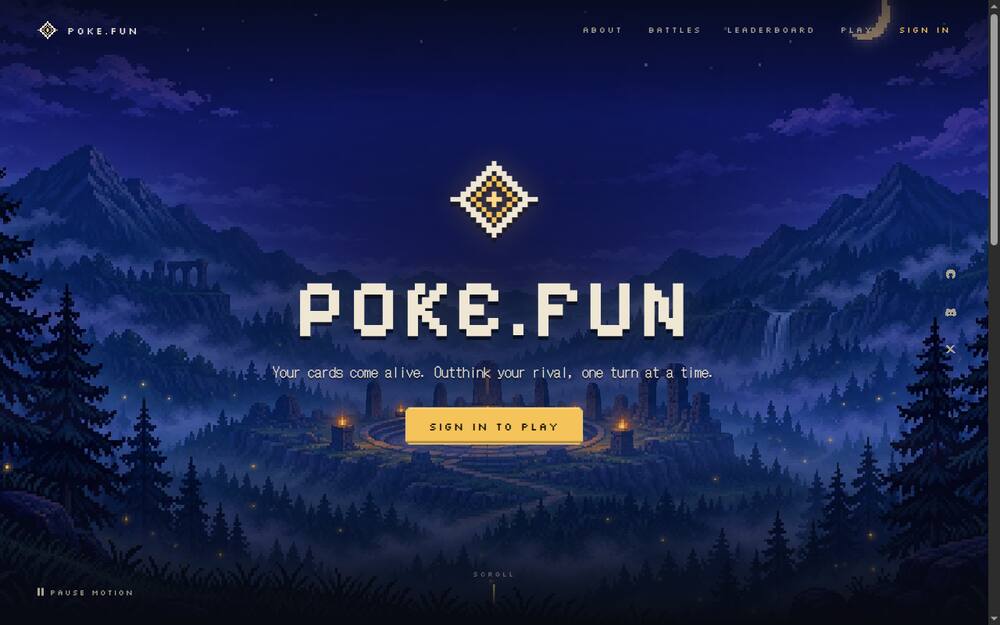 POKE.FUN
ABOUT BATTLES LEADERBOARD PLAY SIGN IN
POKE.FUN
Your cards come alive. Outthink your rival, one turn at a time.
SIGN IN TO PLAY
SCROLL
PAUSE MOTION